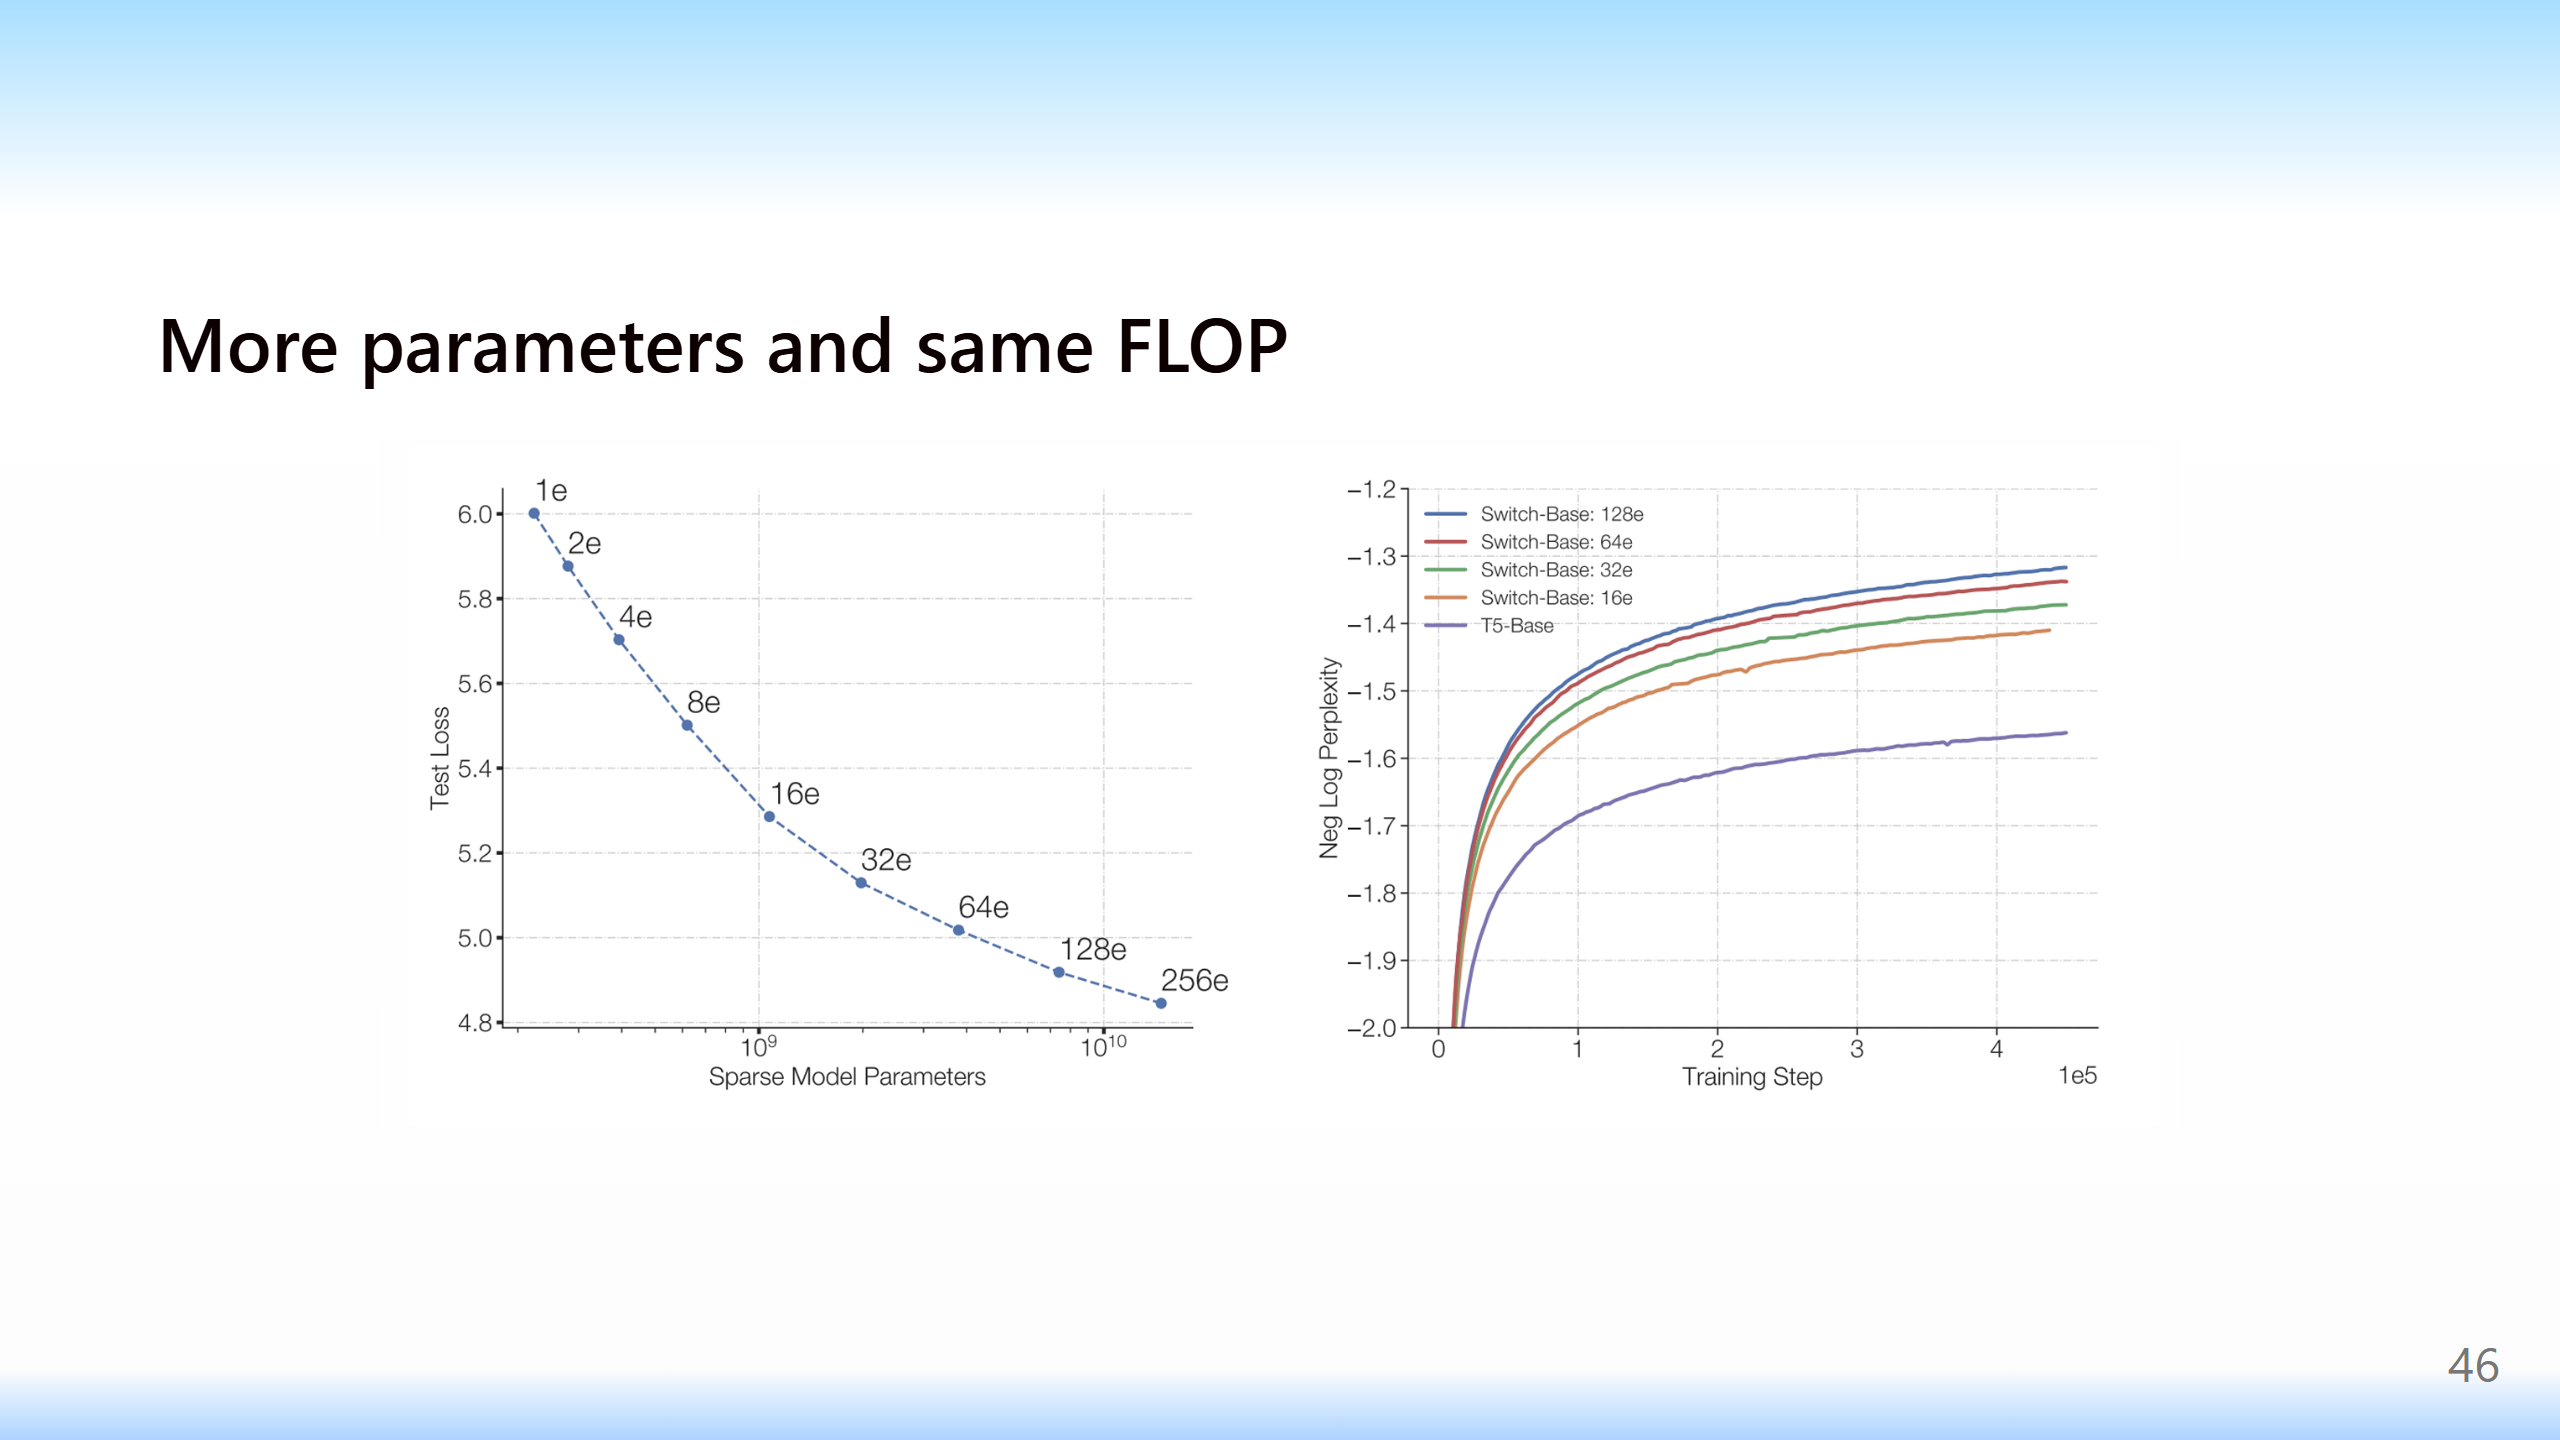 More parameters and same FLOP
1e
2e
4e
8e
16e
32e
64e
128e
256e
6.0
5.8
5.6
5.4
5.2
5.0
4.8
Test Loss
10⁹
10¹⁰
Sparse Model Parameters
−1.2
−1.3
−1.4
−1.5
−1.6
−1.7
−1.8
−1.9
−2.0
Neg Log Perplexity
Switch-Base: 128e
Switch-Base: 64e
Switch-Base: 32e
Switch-Base: 16e
T5-Base
0 1 2 3 4
Training Step
1e5
46